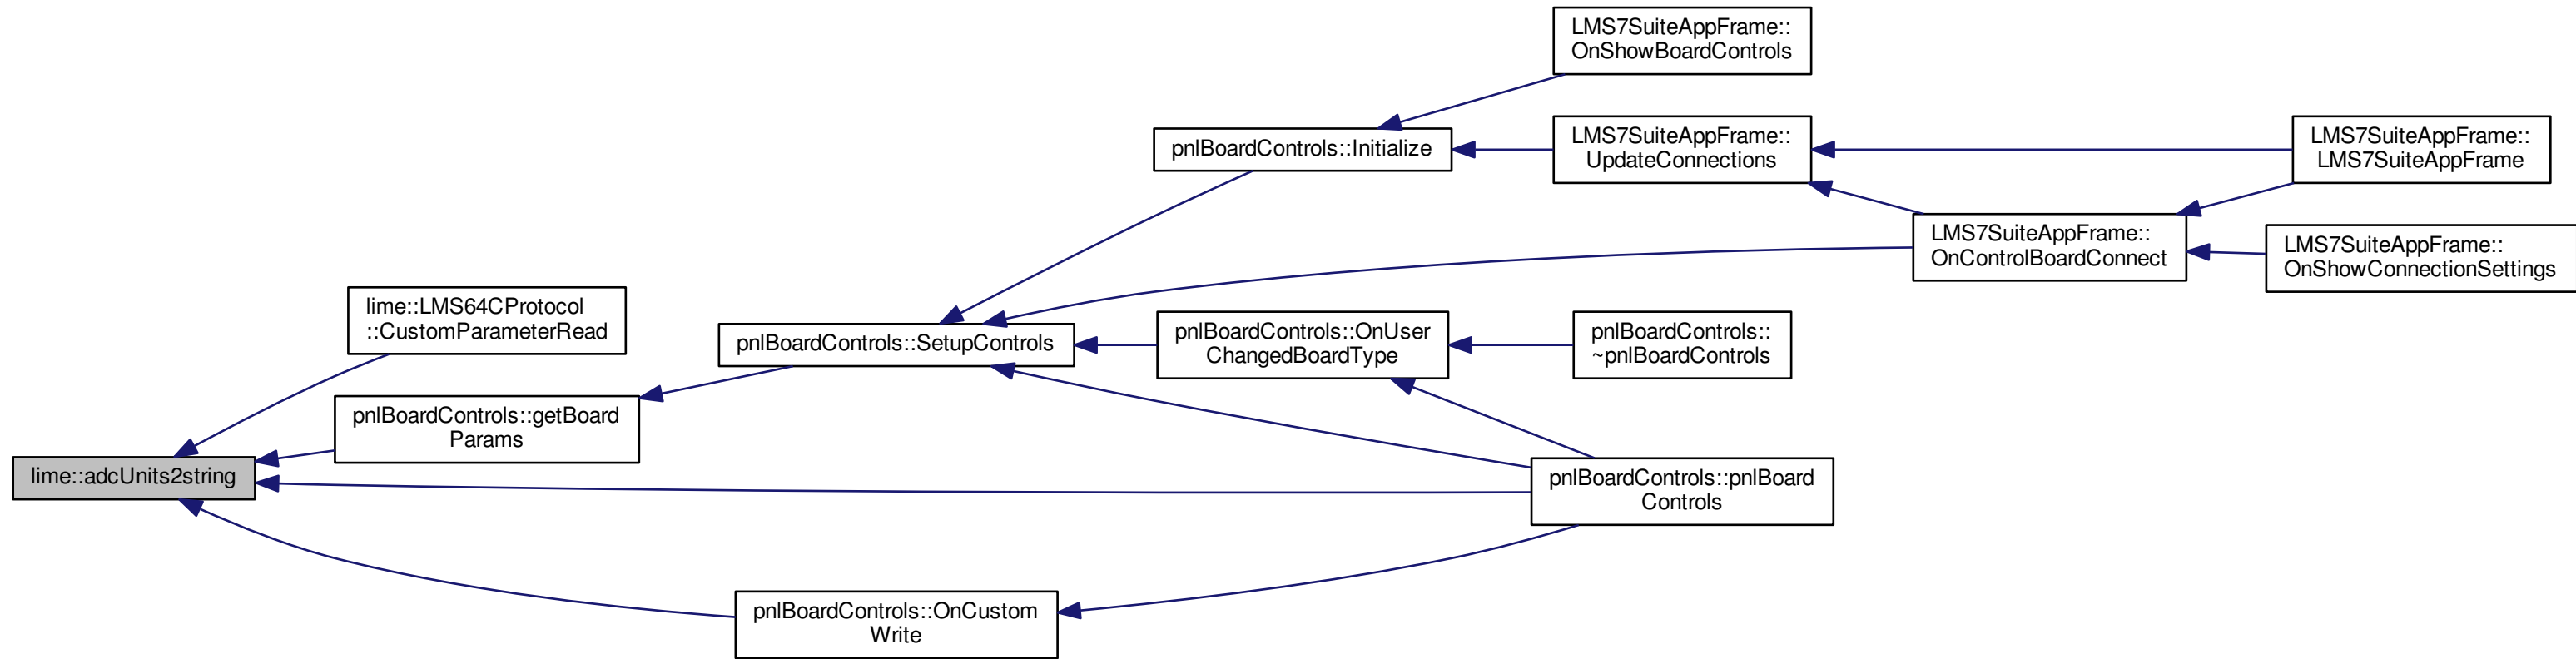 LMS7SuiteAppFrame::
OnShowBoardControls
pnlBoardControls::Initialize
LMS7SuiteAppFrame::
UpdateConnections
LMS7SuiteAppFrame::
LMS7SuiteAppFrame
LMS7SuiteAppFrame::
OnControlBoardConnect
LMS7SuiteAppFrame::
OnShowConnectionSettings
lime::LMS64CProtocol
::CustomParameterRead
pnlBoardControls::SetupControls
pnlBoardControls::OnUser
ChangedBoardType
pnlBoardControls::
~pnlBoardControls
pnlBoardControls::getBoard
Params
lime::adcUnits2string
pnlBoardControls::pnlBoard
Controls
pnlBoardControls::OnCustom
Write